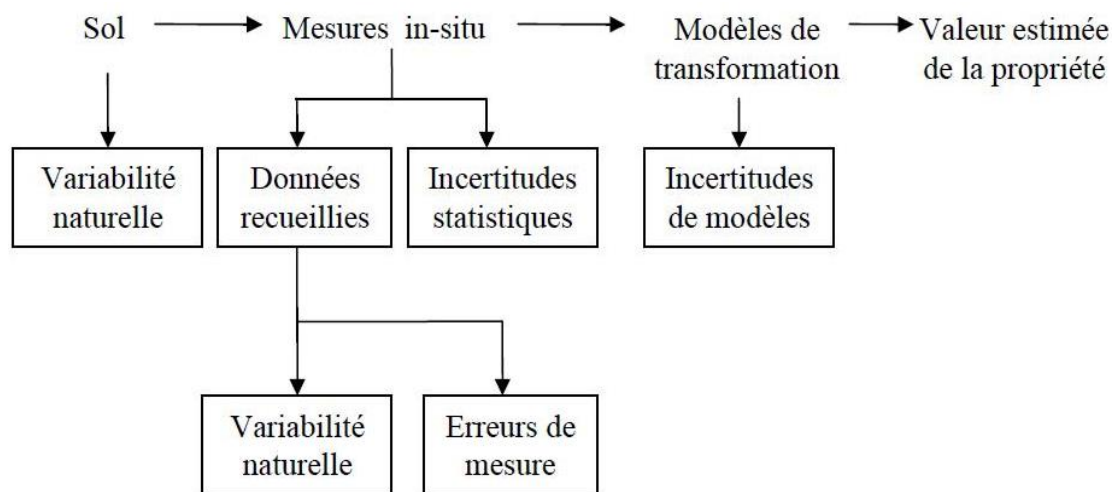 Sol
Mesures in-situ
Modèles de
transformation
Valeur estimée
de la propriété
Variabilité
naturelle
Données
recueillies
Incertitudes
statistiques
Incertitudes
de modèles
Variabilité
naturelle
Erreurs de
mesure